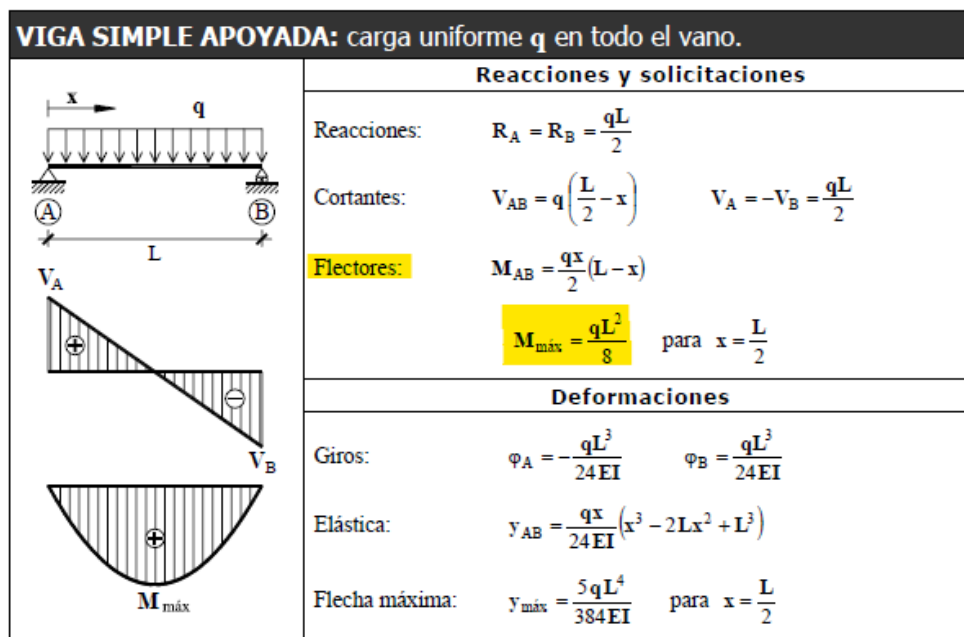 VIGA SIMPLE APOYADA: carga uniforme q en todo el vano.
x
q
A
B
L
V_A
+
−
V_B
+
M_máx
Reacciones y solicitaciones
Reacciones: R_A = R_B = qL/2
Cortantes: V_AB = q(L/2 − x) V_A = −V_B = qL/2
Flectores: M_AB = qx/2 (L − x)
M_máx = qL²/8 para x = L/2
Deformaciones
Giros: φ_A = −qL³/24EI φ_B = qL³/24EI
Elástica: y_AB = qx/24EI (x³ − 2Lx² + L³)
Flecha máxima: y_máx = 5qL⁴/384EI para x = L/2